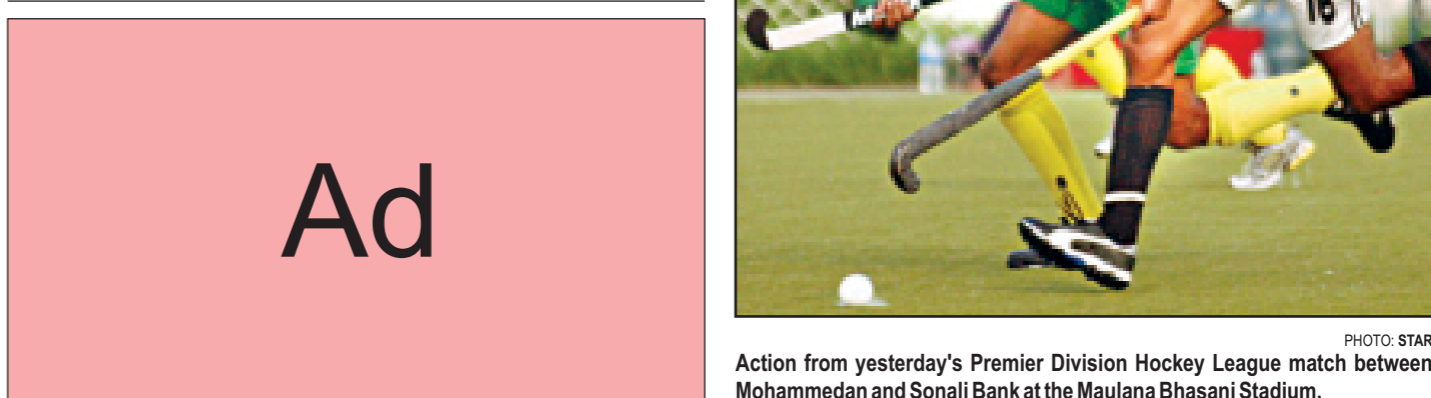 Ad
16
PHOTO: STAR
Action from yesterday's Premier Division Hockey League match between
Mohammedan and Sonali Bank at the Maulana Bhasani Stadium.